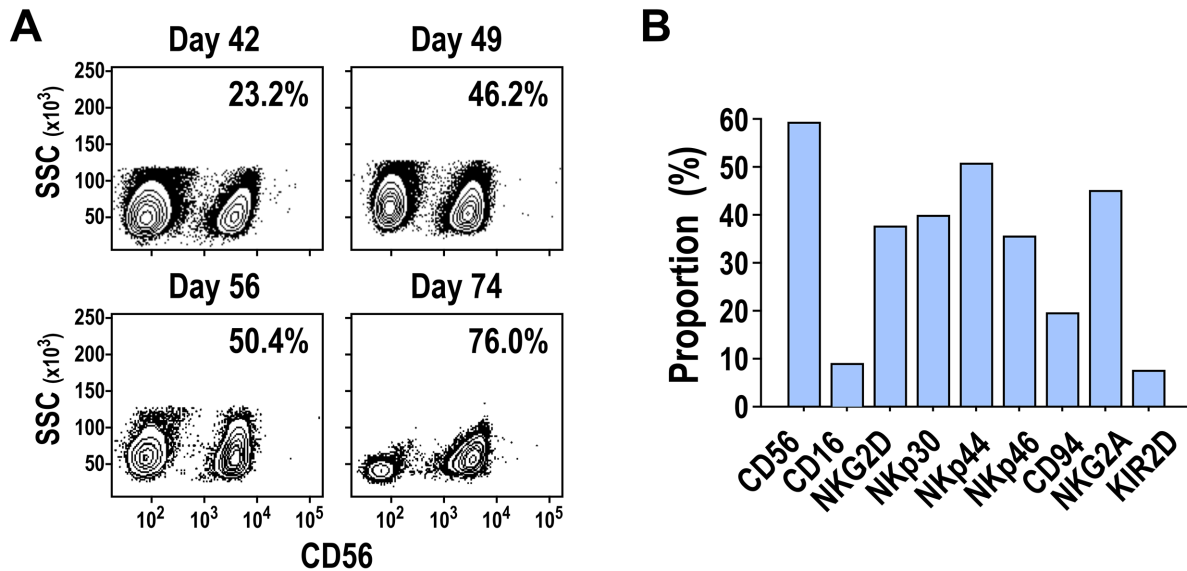 A
B
Day 42
Day 49
SSC (x10³)
250
200
150
100
50
23.2%
46.2%
Day 56
Day 74
SSC (x10³)
250
200
150
100
50
50.4%
76.0%
10² 10³ 10⁴ 10⁵
10² 10³ 10⁴ 10⁵
CD56
Proportion (%)
60
50
40
30
20
10
0
CD56
CD16
NKG2D
NKp30
NKp44
NKp46
CD94
NKG2A
KIR2D